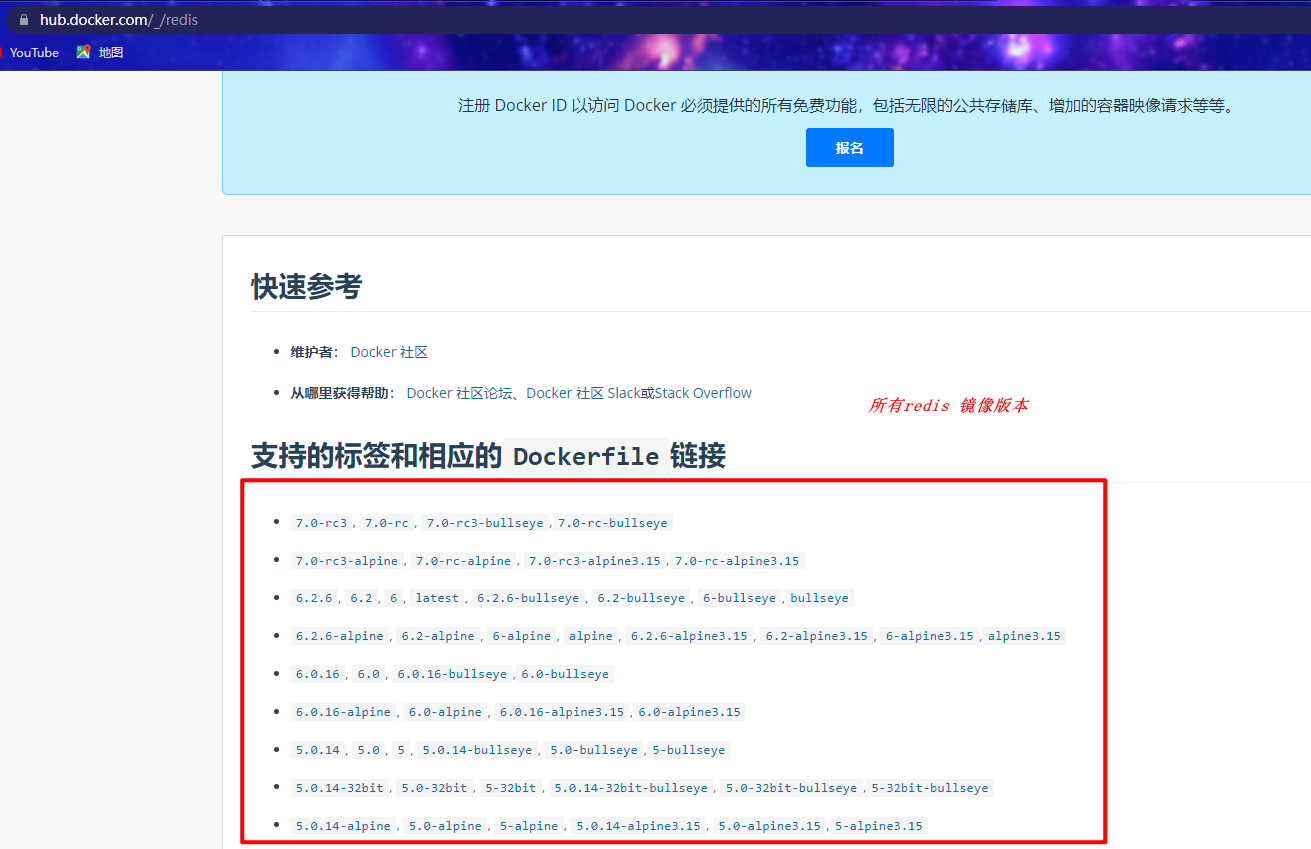 hub.docker.com/_/redis
YouTube 地图
注册 Docker ID 以访问 Docker 必须提供的所有免费功能，包括无限的公共存储库、增加的容器映像请求等等。
报名
快速参考
• 维护者： Docker 社区
• 从哪里获得帮助： Docker 社区论坛、Docker 社区 Slack或Stack Overflow
所有redis 镜像版本
支持的标签和相应的 Dockerfile 链接
• 7.0-rc3, 7.0-rc, 7.0-rc3-bullseye, 7.0-rc-bullseye
• 7.0-rc3-alpine, 7.0-rc-alpine, 7.0-rc3-alpine3.15, 7.0-rc-alpine3.15
• 6.2.6, 6.2, 6, latest, 6.2.6-bullseye, 6.2-bullseye, 6-bullseye, bullseye
• 6.2.6-alpine, 6.2-alpine, 6-alpine, alpine, 6.2.6-alpine3.15, 6.2-alpine3.15, 6-alpine3.15, alpine3.15
• 6.0.16, 6.0, 6.0.16-bullseye, 6.0-bullseye
• 6.0.16-alpine, 6.0-alpine, 6.0.16-alpine3.15, 6.0-alpine3.15
• 5.0.14, 5.0, 5, 5.0.14-bullseye, 5.0-bullseye, 5-bullseye
• 5.0.14-32bit, 5.0-32bit, 5-32bit, 5.0.14-32bit-bullseye, 5.0-32bit-bullseye, 5-32bit-bullseye
• 5.0.14-alpine, 5.0-alpine, 5-alpine, 5.0.14-alpine3.15, 5.0-alpine3.15, 5-alpine3.15